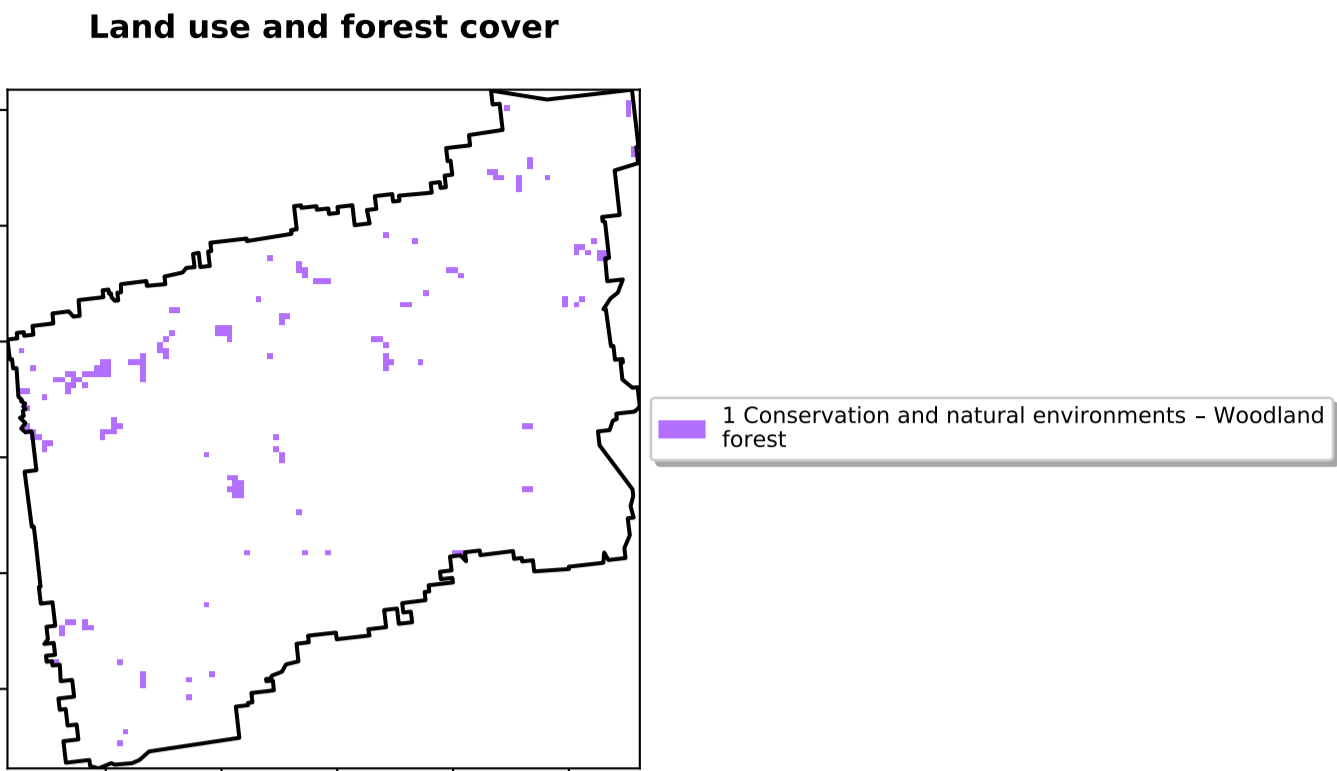 Land use and forest cover
1 Conservation and natural environments – Woodland
forest